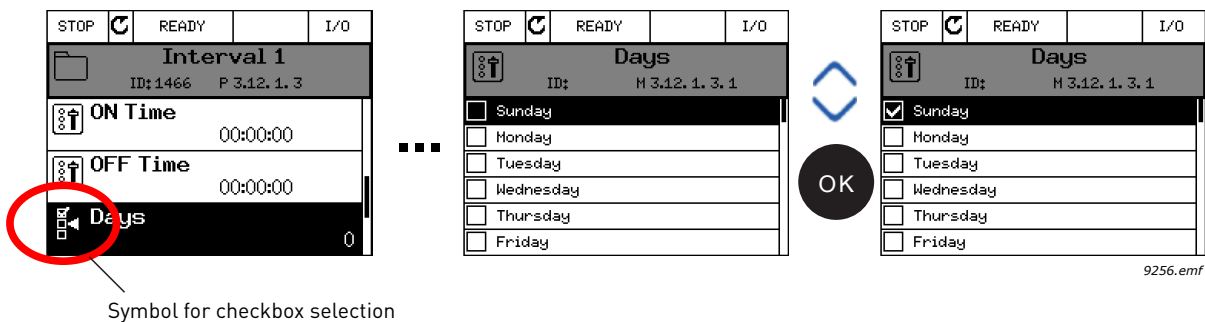 STOP READY I/O
Interval 1
ID:1466 P 3.12.1.3
ON Time
00:00:00
OFF Time
00:00:00
Days
0
Symbol for checkbox selection
STOP READY I/O
Days
ID: M 3.12.1.3.1
Sunday
Monday
Tuesday
Wednesday
Thursday
Friday
OK
STOP READY I/O
Days
ID: M 3.12.1.3.1
Sunday
Monday
Tuesday
Wednesday
Thursday
Friday
9256.emf